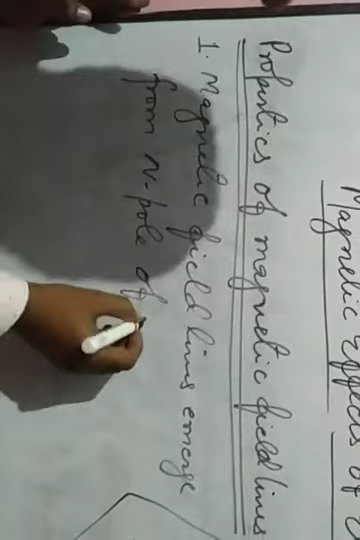 Magnetic Effects of
Properties of magnetic field lines
1. Magnetic field lines emerge
from N-pole of